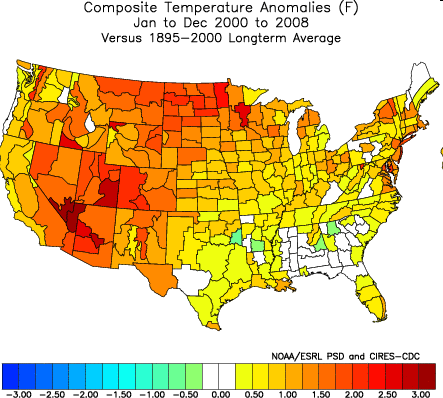 Composite Temperature Anomalies (F)
Jan to Dec 2000 to 2008
Versus 1895-2000 Longterm Average
NOAA/ESRL PSD and CIRES-CDC
-3.00 -2.50 -2.00 -1.50 -1.00 -0.50 0.00 0.50 1.00 1.50 2.00 2.50 3.00